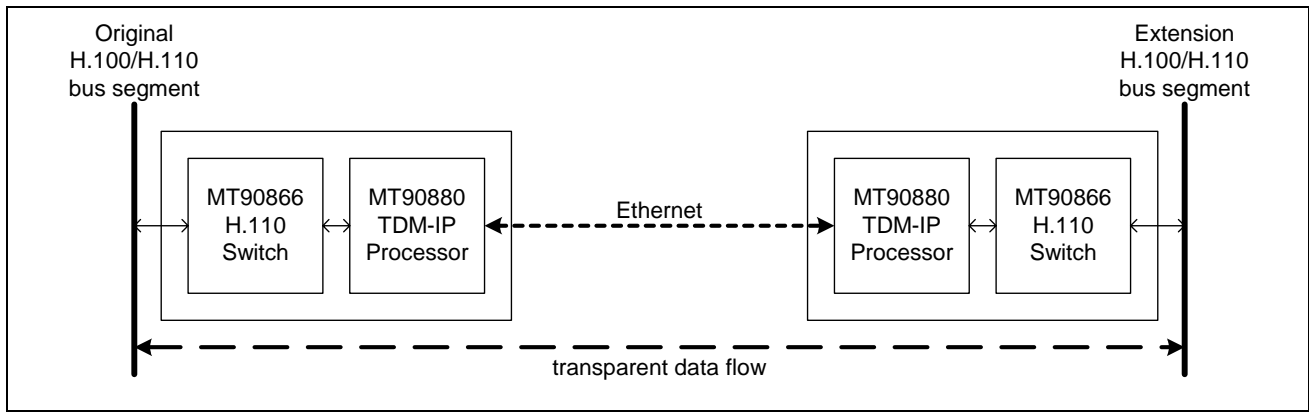 Original
H.100/H.110
bus segment
Extension
H.100/H.110
bus segment
MT90866
H.110
Switch
MT90880
TDM-IP
Processor
Ethernet
MT90880
TDM-IP
Processor
MT90866
H.110
Switch
transparent data flow